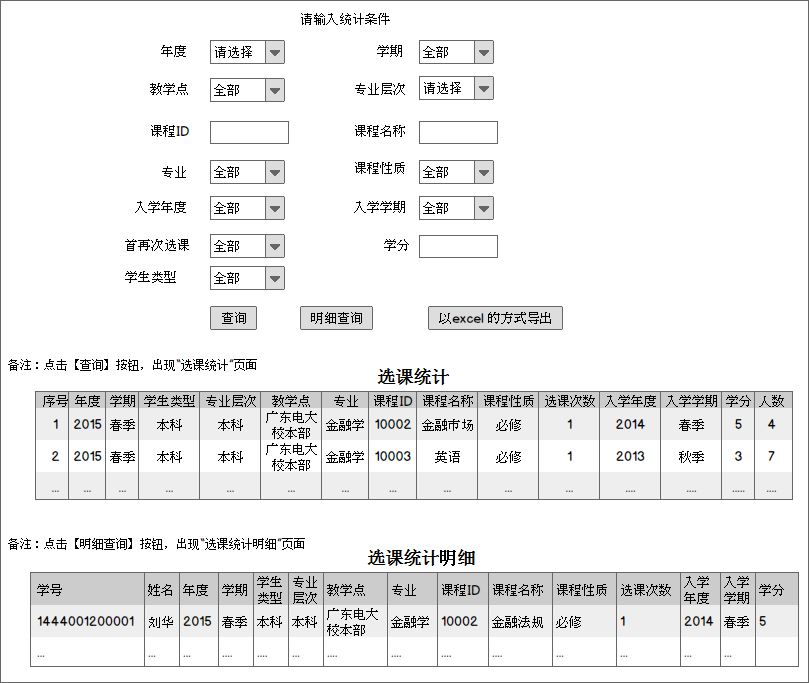 请输入统计条件
年度 请选择 学期 全部
教学点 全部 专业层次 请选择
课程ID 课程名称
专业 全部 课程性质 全部
入学年度 全部 入学学期 全部
首再次选课 全部 学分
学生类型 全部
查询 明细查询 以excel 的方式导出
备注：点击【查询】按钮，出现"选课统计"页面
选课统计
序号 年度 学期 学生类型 专业层次 教学点 专业 课程ID 课程名称 课程性质 选课次数 入学年度 入学学期 学分 人数
1 2015 春季 本科 本科 广东电大校本部 金融学 10002 金融市场 必修 1 2014 春季 5 4
2 2015 春季 本科 本科 广东电大校本部 金融学 10003 英语 必修 1 2013 秋季 3 7
... ... ... ... ... ... ... ... ... ... ... .... .... ..... ....
备注：点击【明细查询】按钮，出现"选课统计明细"页面
选课统计明细
学号 姓名 年度 学期 学生类型 专业层次 教学点 专业 课程ID 课程名称 课程性质 选课次数 入学年度 入学学期 学分
1444001200001 刘华 2015 春季 本科 本科 广东电大校本部 金融学 10002 金融法规 必修 1 2014 春季 5
... ... ... .... .... ... .... .... .... .... ... ... ... .... ...